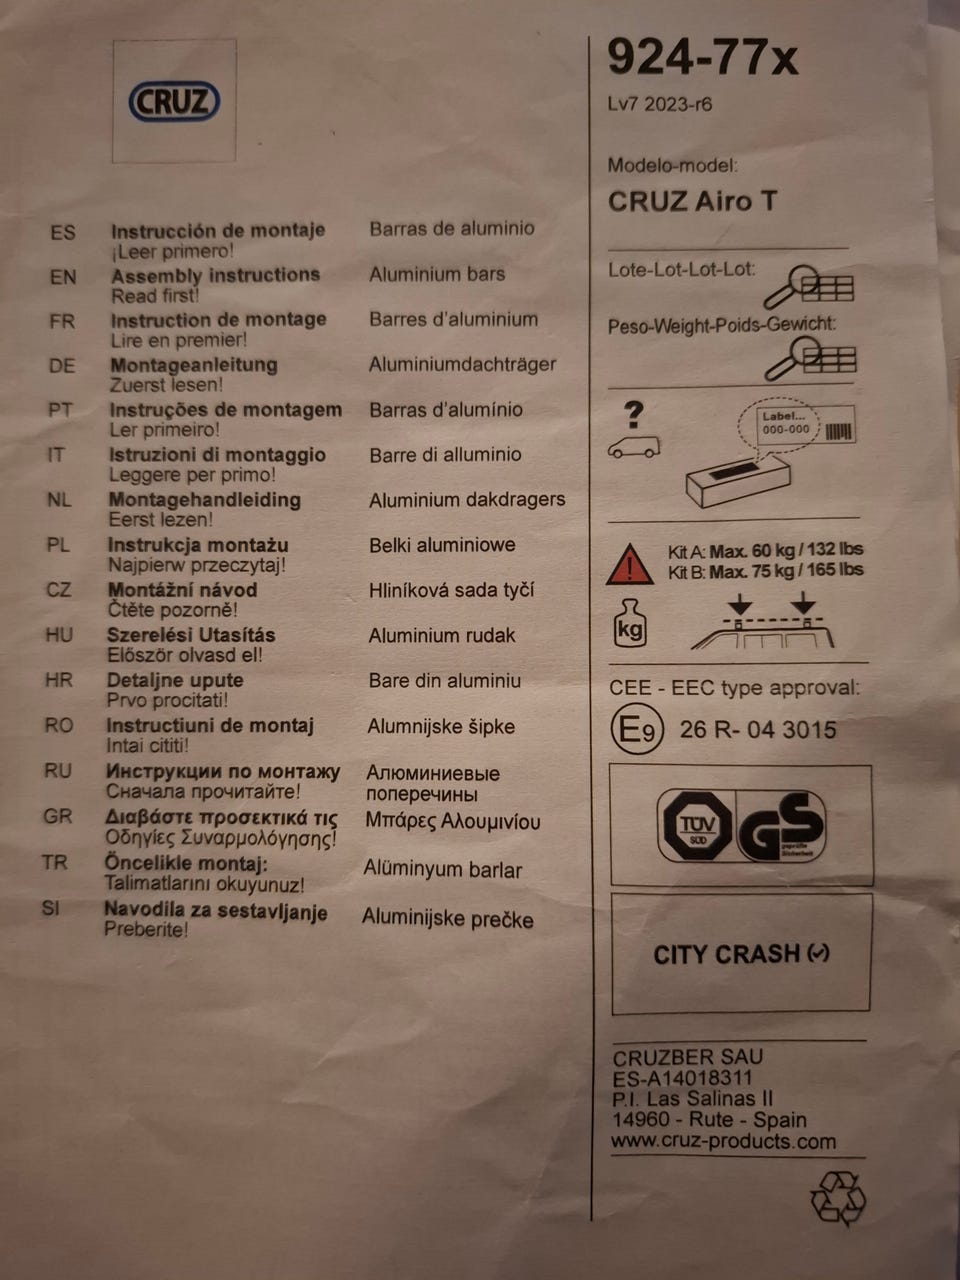 CRUZ
ES Instrucción de montaje Barras de aluminio
¡Leer primero!
EN Assembly instructions Aluminium bars
Read first!
FR Instruction de montage Barres d'aluminium
Lire en premier!
DE Montageanleitung Aluminiumdachträger
Zuerst lesen!
PT Instruções de montagem Barras d'alumínio
Ler primeiro!
IT Istruzioni di montaggio Barre di alluminio
Leggere per primo!
NL Montagehandleiding Aluminium dakdragers
Eerst lezen!
PL Instrukcja montażu Belki aluminiowe
Najpierw przeczytaj!
CZ Montážní návod Hliníková sada tyčí
Čtěte pozorně!
HU Szerelési Utasítás Aluminium rudak
Először olvasd el!
HR Detaljne upute Bare din aluminiu
Prvo procitati!
RO Instructiuni de montaj Alumnijske šipke
Intai cititi!
RU Инструкции по монтажу Алюминиевые
Сначала прочитайте! поперечины
GR Διαβάστε προσεκτικά τις Μπάρες Αλουμινίου
Οδηγίες Συναρμολόγησης!
TR Öncelikle montaj: Alüminyum barlar
Talimatlarını okuyunuz!
SI Navodila za sestavljanje Aluminijske prečke
Preberite!
924-77x
Lv7 2023-r6
Modelo-model:
CRUZ Airo T
Lote-Lot-Lot-Lot:
Peso-Weight-Poids-Gewicht:
?
Label...
000-000
! Kit A: Max. 60 kg / 132 lbs
Kit B: Max. 75 kg / 165 lbs
kg
CEE - EEC type approval:
E9 26 R- 04 3015
TÜV
SÜD
GS
geprüfte
Sicherheit
CITY CRASH (✓)
CRUZBER SAU
ES-A14018311
P.I. Las Salinas II
14960 - Rute - Spain
www.cruz-products.com